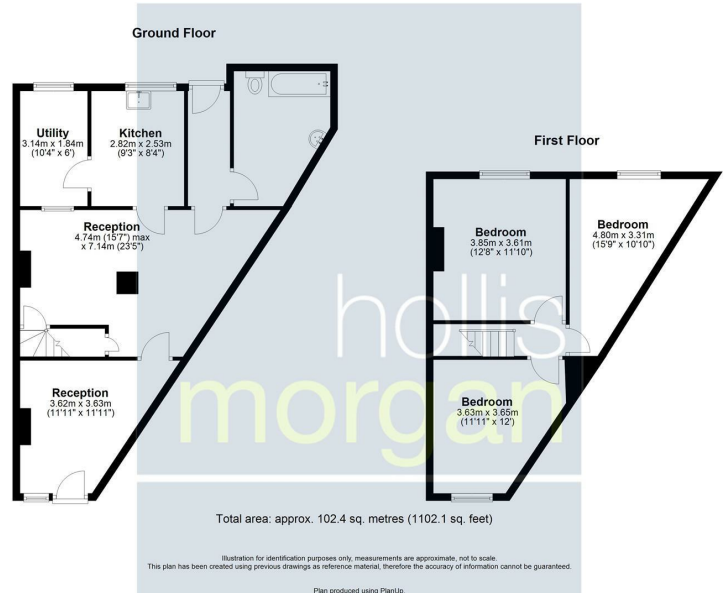 Ground Floor
Utility
3.14m x 1.84m
(10'4" x 6')
Kitchen
2.82m x 2.53m
(9'3" x 8'4")
Reception
4.74m (15'7") max
x 7.14m (23'5")
Reception
3.62m x 3.63m
(11'11" x 11'11")
First Floor
Bedroom
3.85m x 3.61m
(12'8" x 11'10")
Bedroom
4.80m x 3.31m
(15'9" x 10'10")
Bedroom
3.63m x 3.65m
(11'11" x 12')
hollis
morgan
Total area: approx. 102.4 sq. metres (1102.1 sq. feet)
Illustration for identification purposes only, measurements are approximate, not to scale.
This plan has been created using previous drawings as reference material, therefore the accuracy of information cannot be guaranteed.
Plan produced using PlanUp.